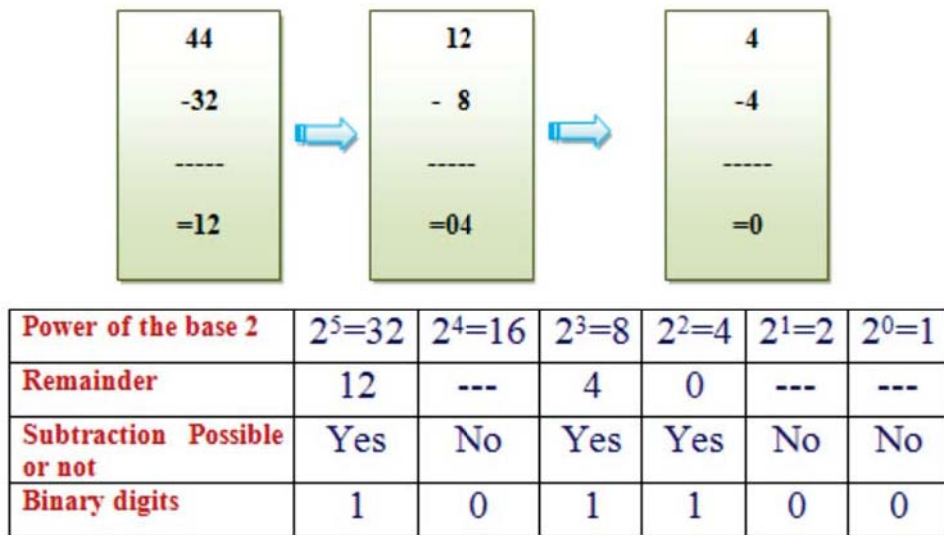 44
-32
-----
=12
12
- 8
-----
=04
4
-4
-----
=0
Power of the base 2 2⁵=32 2⁴=16 2³=8 2²=4 2¹=2 2⁰=1
Remainder 12 --- 4 0 --- ---
Subtraction Possible
or not Yes No Yes Yes No No
Binary digits 1 0 1 1 0 0